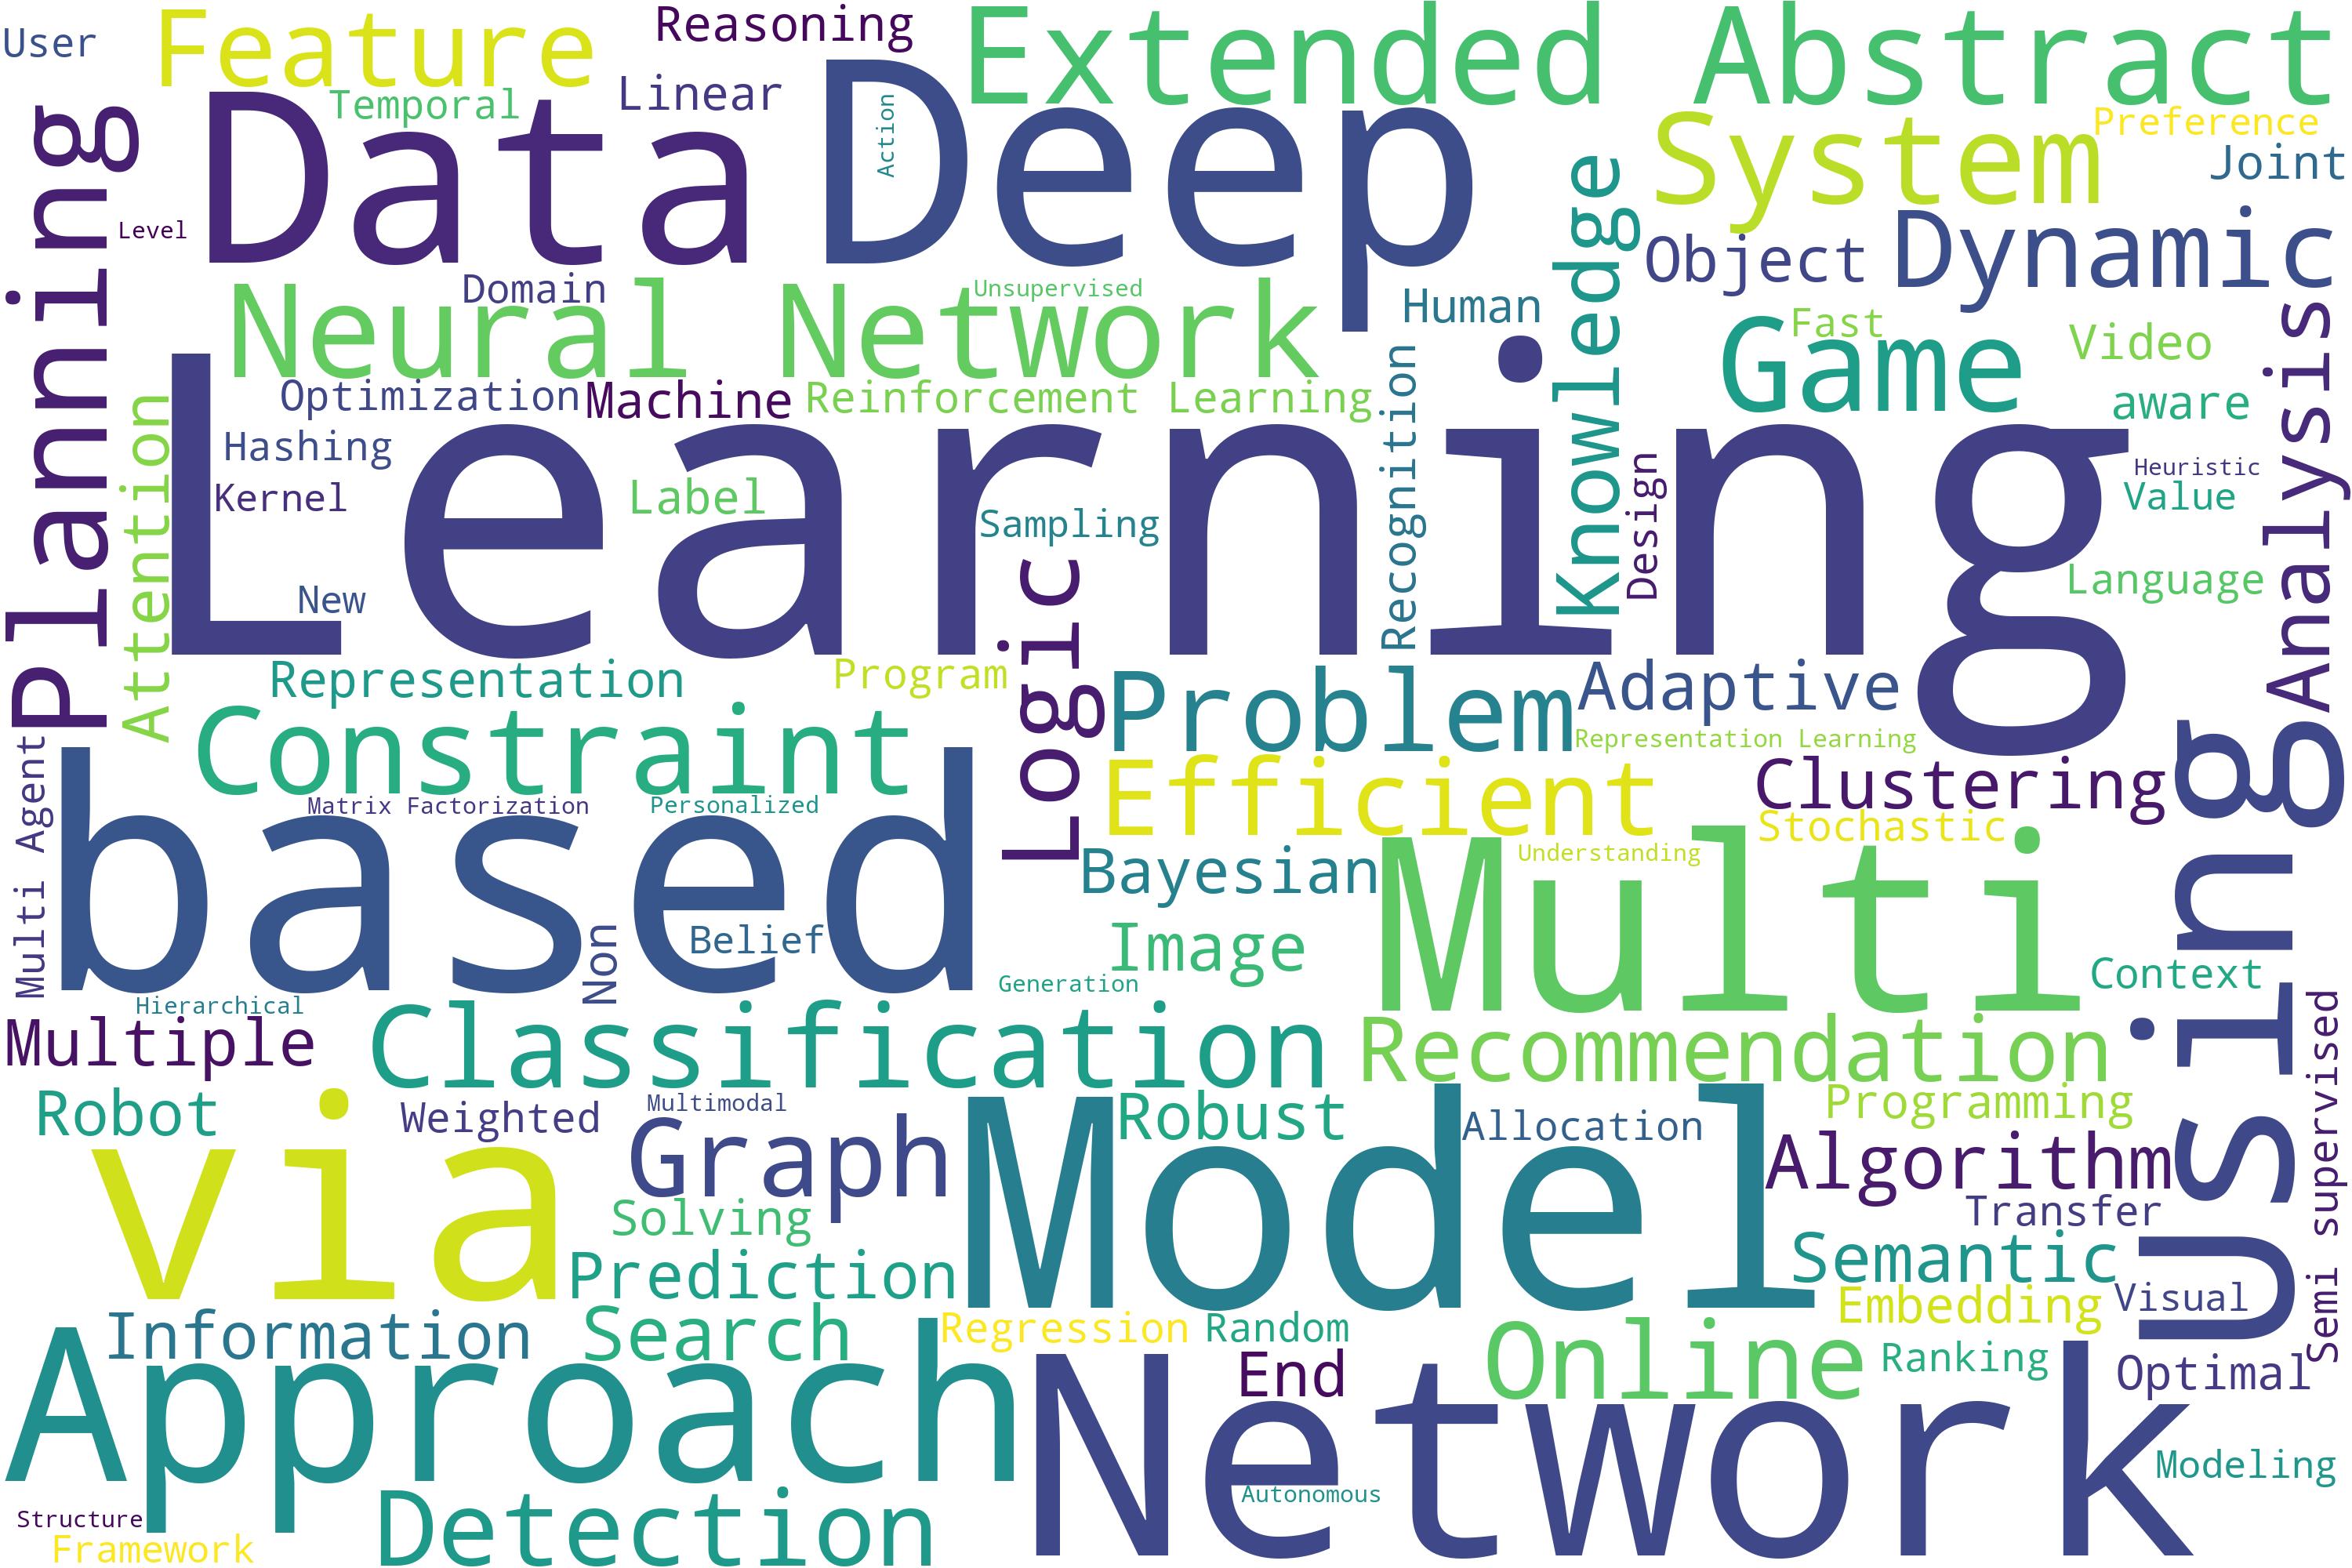 User
Feature
Reasoning
Extended Abstract
Temporal
Linear
Action
Data
Deep
System
Preference
Joint
Planning
Level
Domain
Unsupervised
Human
Knowledge
Object
Dynamic
Neural Network
Fast
Game
Video
Analysis
Optimization
Machine
Reinforcement Learning
Recognition
aware
Attention
Hashing
Kernel
Label
Sampling
Learning
Design
Heuristic
Value
New
Language
Logic
Representation
Program
Problem
Adaptive
Constraint
Representation Learning
Multi Agent
Matrix Factorization
Personalized
Efficient
Clustering
Stochastic
based
Bayesian
Understanding
Multi
Using
Non
Belief
Image
Context
Generation
Hierarchical
Multiple
Classification
Recommendation
Semi supervised
Robot
Weighted
Multimodal
Graph
Robust
Allocation
Programming
via
Model
Algorithm
Solving
Transfer
Prediction
Semantic
Embedding
Visual
Information
Search
Regression
Random
Online
Ranking
Optimal
Approach
End
Network
Modeling
Autonomous
Structure
Framework
Detection